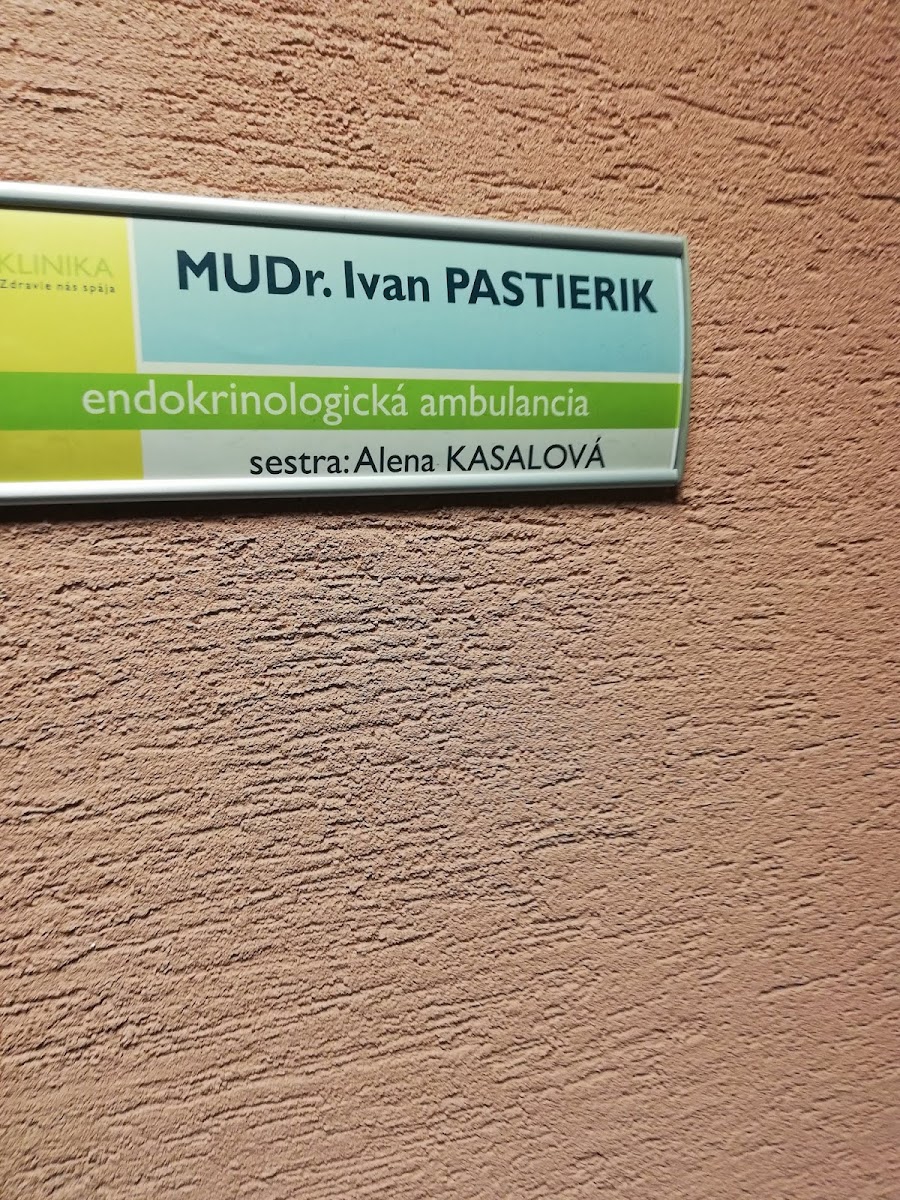 KLINIKA
Zdravie nás spája
MUDr. Ivan PASTIERIK
endokrinologická ambulancia
sestra: Alena KASALOVÁ